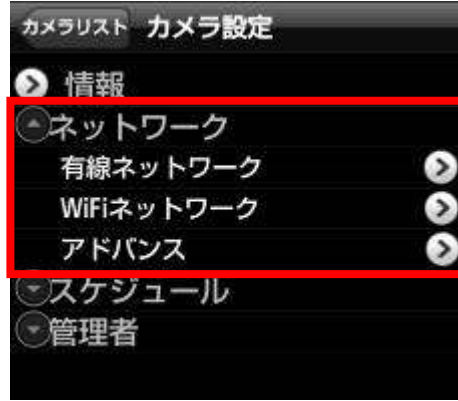 カメラリスト カメラ設定
情報
ネットワーク
有線ネットワーク
WiFiネットワーク
アドバンス
スケジュール
管理者